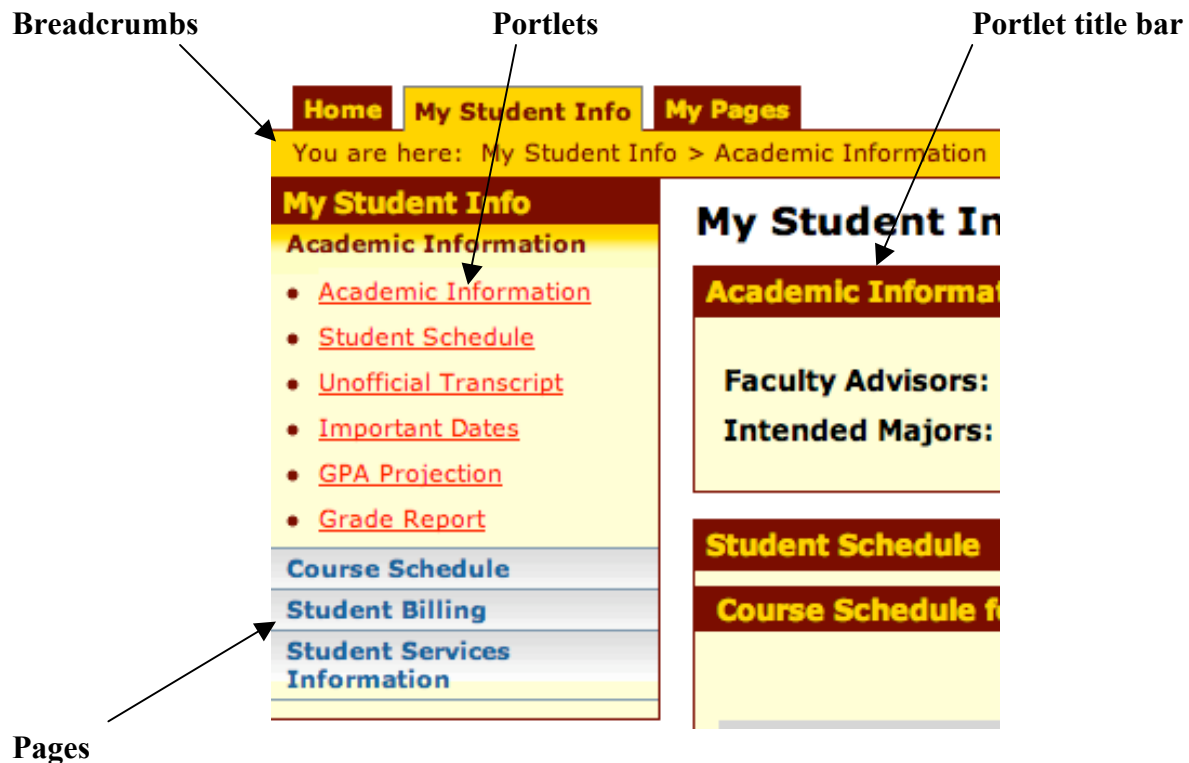 Breadcrumbs Portlets Portlet title bar
Home My Student Info My Pages
You are here: My Student Info > Academic Information
My Student Info
Academic Information
• Academic Information
• Student Schedule
• Unofficial Transcript
• Important Dates
• GPA Projection
• Grade Report
Course Schedule
Student Billing
Student Services
Information
My Student In
Academic Informa
Faculty Advisors:
Intended Majors:
Student Schedule
Course Schedule f
Pages